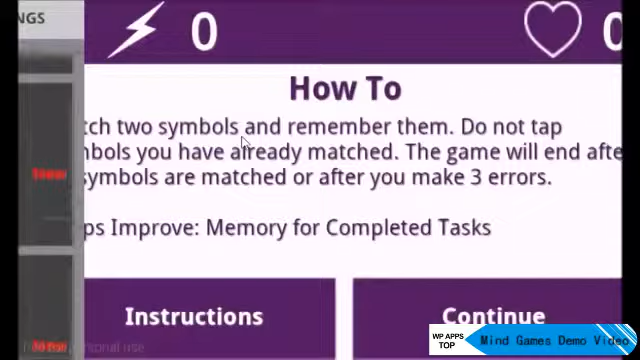 NGS
0
0
How To
tch two symbols and remember them. Do not tap
mbols you have already matched. The game will end afte
symbols are matched or after you make 3 errors.
ps Improve: Memory for Completed Tasks
Instructions
Continue
personal use
WP APPS
TOP
Mind Games Demo Video